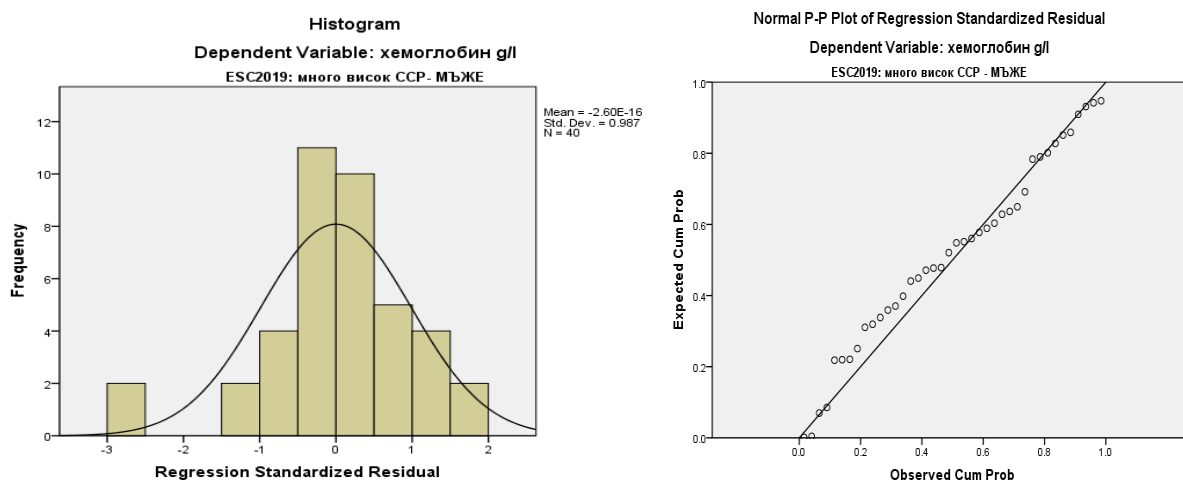 Histogram
Dependent Variable: хемоглобин g/l
ESC2019: много висок ССР- МЪЖЕ
Mean = -2.60E-16
Std. Dev. = 0.987
N = 40
12
10
8
6
4
2
0
Frequency
-3 -2 -1 0 1 2
Regression Standardized Residual
Normal P-P Plot of Regression Standardized Residual
Dependent Variable: хемоглобин g/l
ESC2019: много висок ССР - МЪЖЕ
1.0
0.8
0.6
0.4
0.2
0.0
Expected Cum Prob
0.0 0.2 0.4 0.6 0.8 1.0
Observed Cum Prob